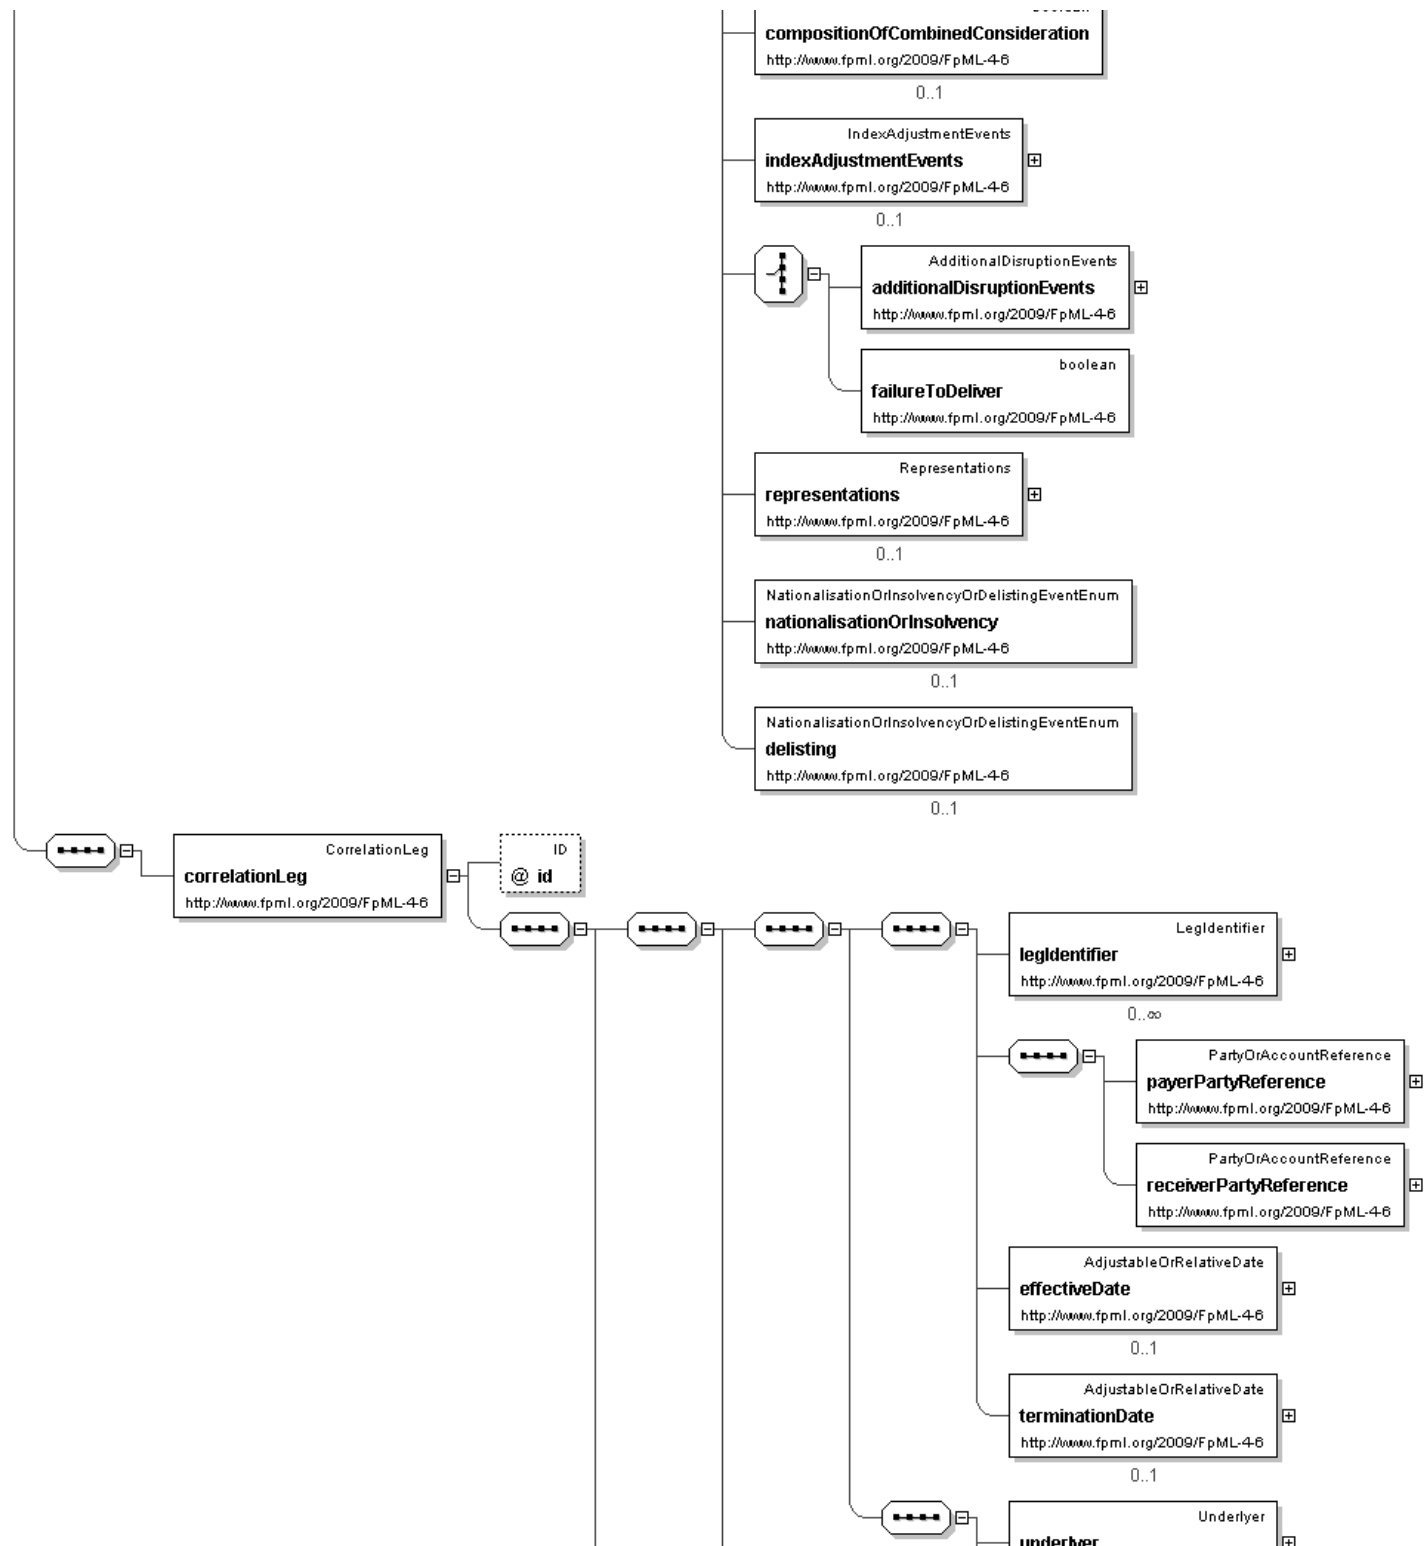 compositionOfCombinedConsideration
http://www.fpml.org/2009/FpML-4-6
0..1
IndexAdjustmentEvents
indexAdjustmentEvents
http://www.fpml.org/2009/FpML-4-6
0..1
AdditionalDisruptionEvents
additionalDisruptionEvents
http://www.fpml.org/2009/FpML-4-6
boolean
failureToDeliver
http://www.fpml.org/2009/FpML-4-6
Representations
representations
http://www.fpml.org/2009/FpML-4-6
0..1
NationalisationOrInsolvencyOrDelistingEventEnum
nationalisationOrInsolvency
http://www.fpml.org/2009/FpML-4-6
0..1
NationalisationOrInsolvencyOrDelistingEventEnum
delisting
http://www.fpml.org/2009/FpML-4-6
0..1
CorrelationLeg
correlationLeg
http://www.fpml.org/2009/FpML-4-6
ID
@ id
LegIdentifier
legIdentifier
http://www.fpml.org/2009/FpML-4-6
0..∞
PartyOrAccountReference
payerPartyReference
http://www.fpml.org/2009/FpML-4-6
PartyOrAccountReference
receiverPartyReference
http://www.fpml.org/2009/FpML-4-6
AdjustableOrRelativeDate
effectiveDate
http://www.fpml.org/2009/FpML-4-6
0..1
AdjustableOrRelativeDate
terminationDate
http://www.fpml.org/2009/FpML-4-6
0..1
Underlyer
underlyer